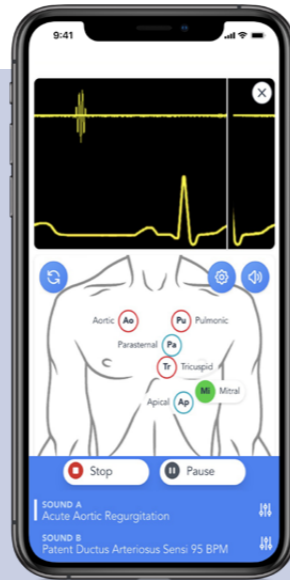 9:41
Aortic Ao Pu Pulmonic
Parasternal Pa
Tr Tricuspid
Mi Mitral
Apical Ap
Stop Pause
SOUND A
Acute Aortic Regurgitation
SOUND B
Patent Ductus Arteriosus Sensi 95 BPM